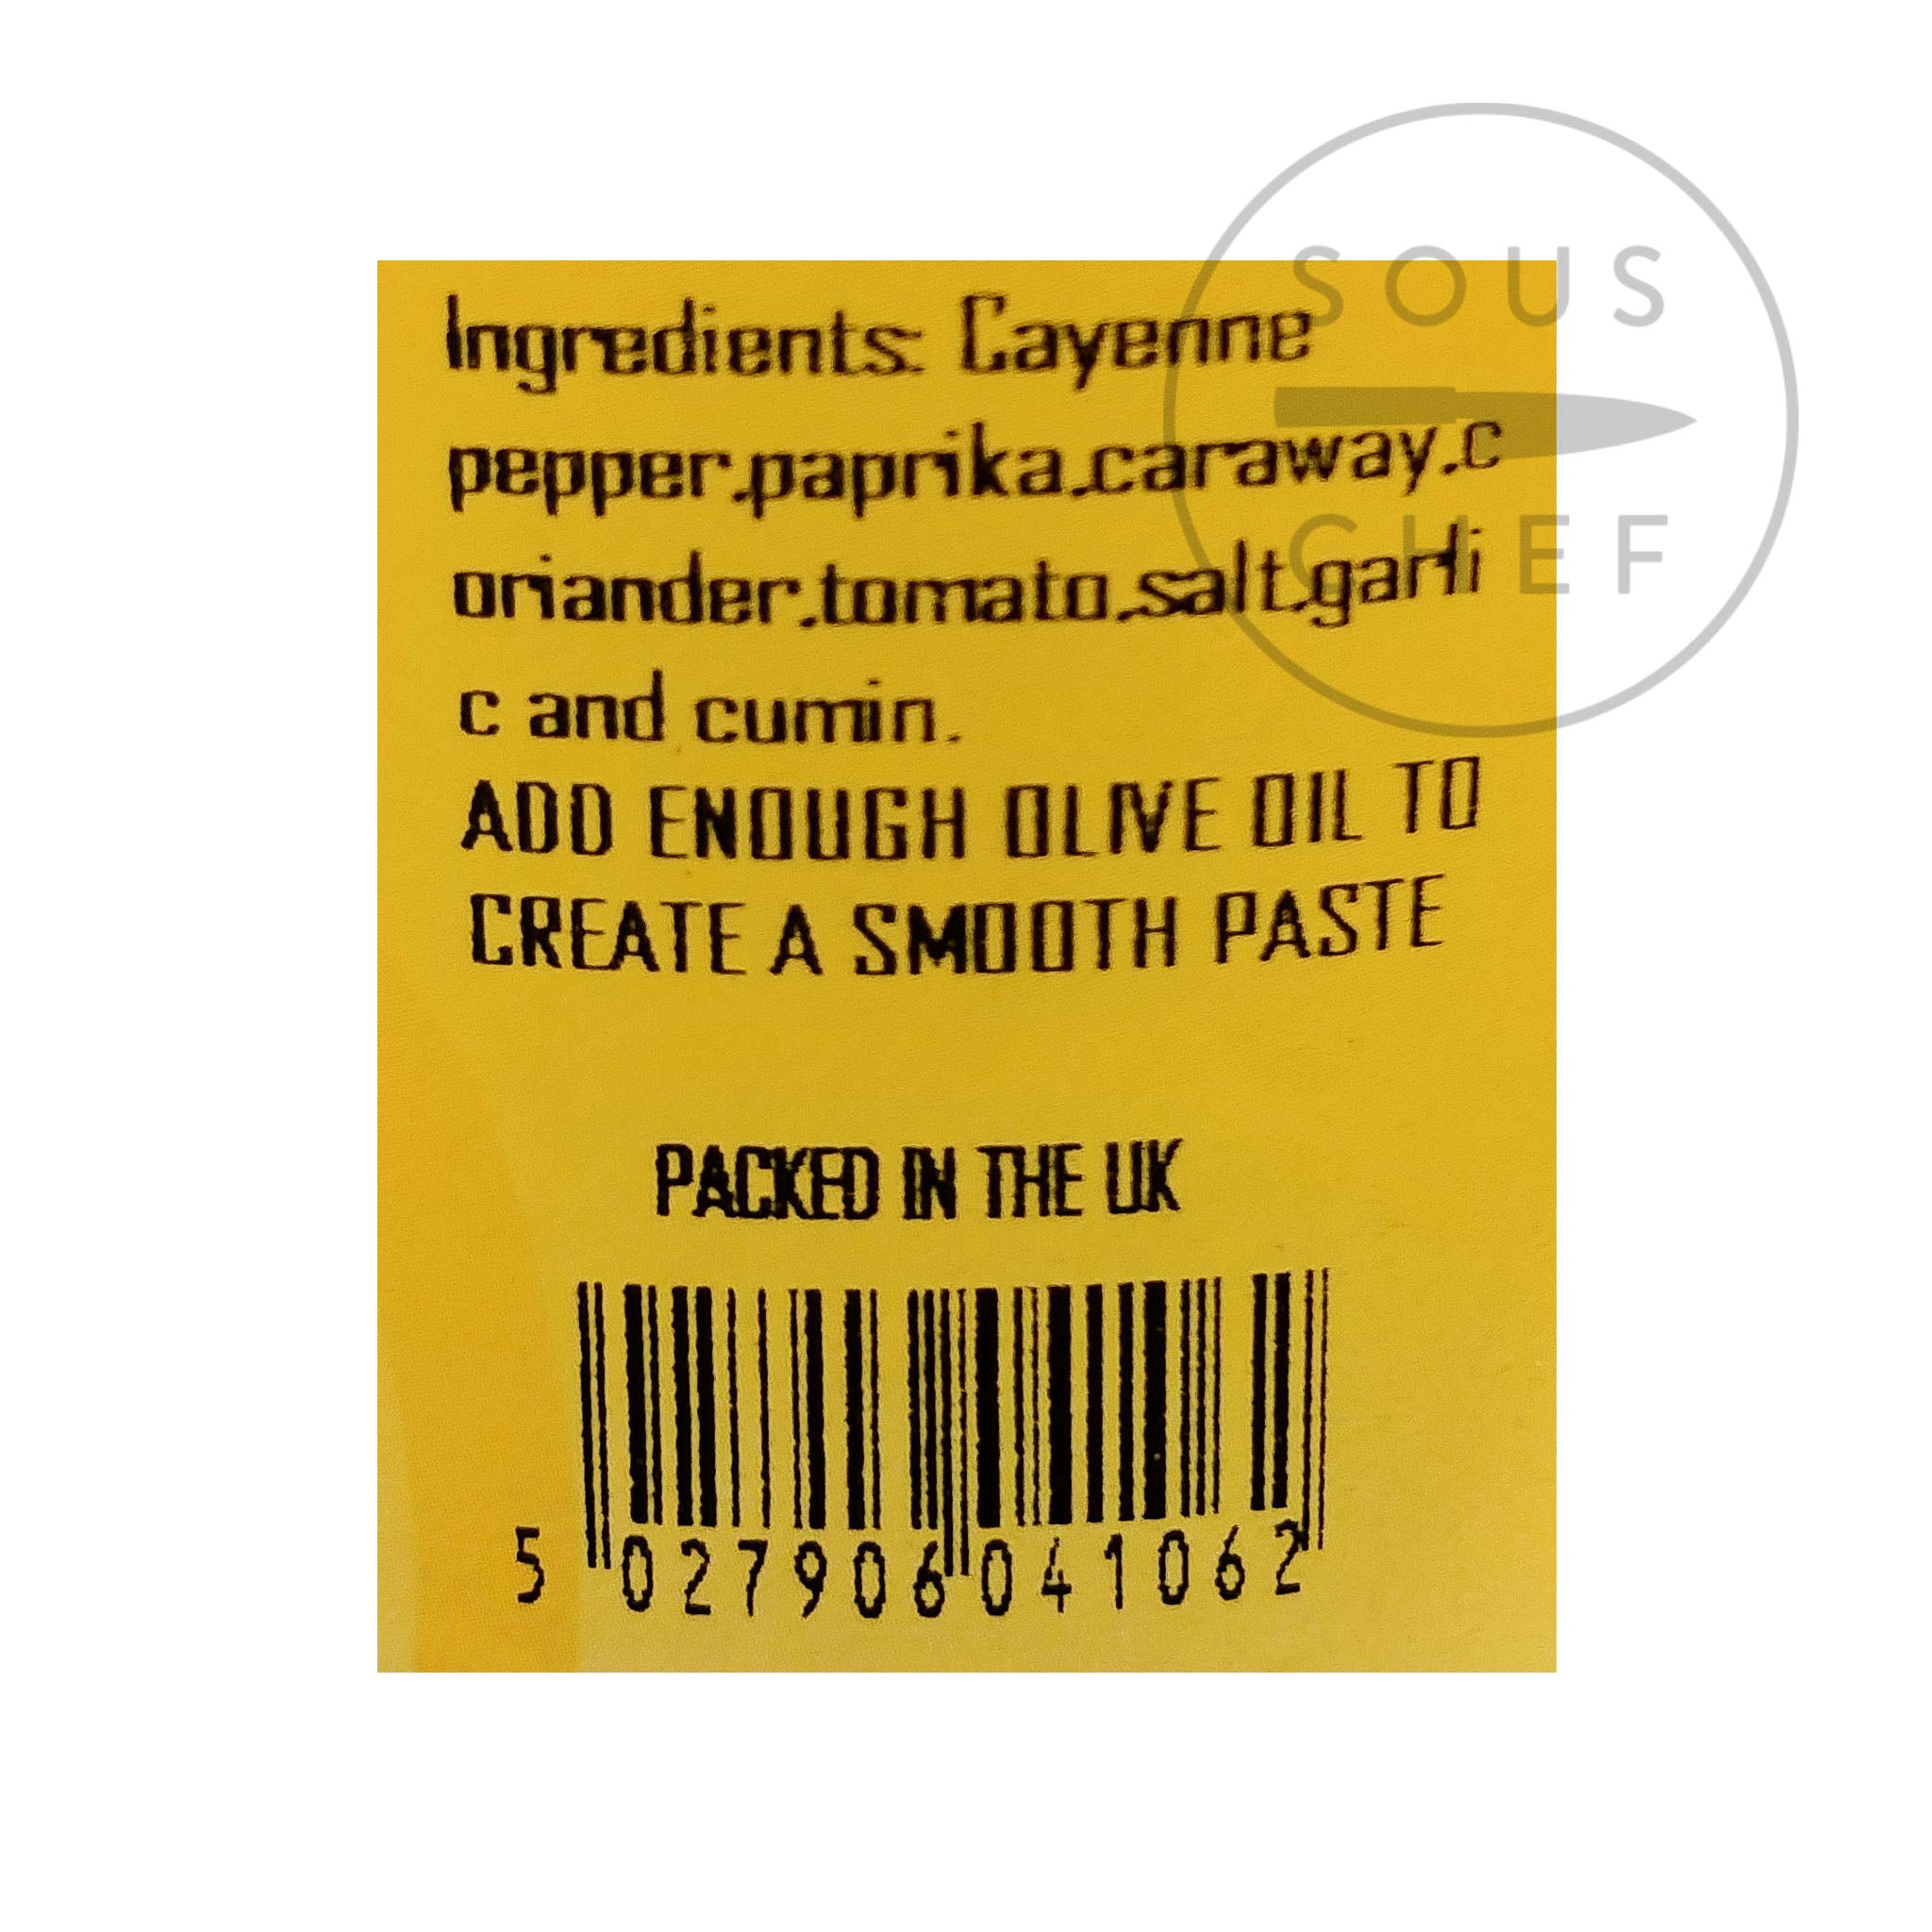 SOUS
CHEF
Ingredients: Cayenne
pepper,paprika,caraway,c
oriander,tomato,salt,garli
c and cumin.
ADD ENOUGH OLIVE OIL TO
CREATE A SMOOTH PASTE
PACKED IN THE UK
5 027906 041062